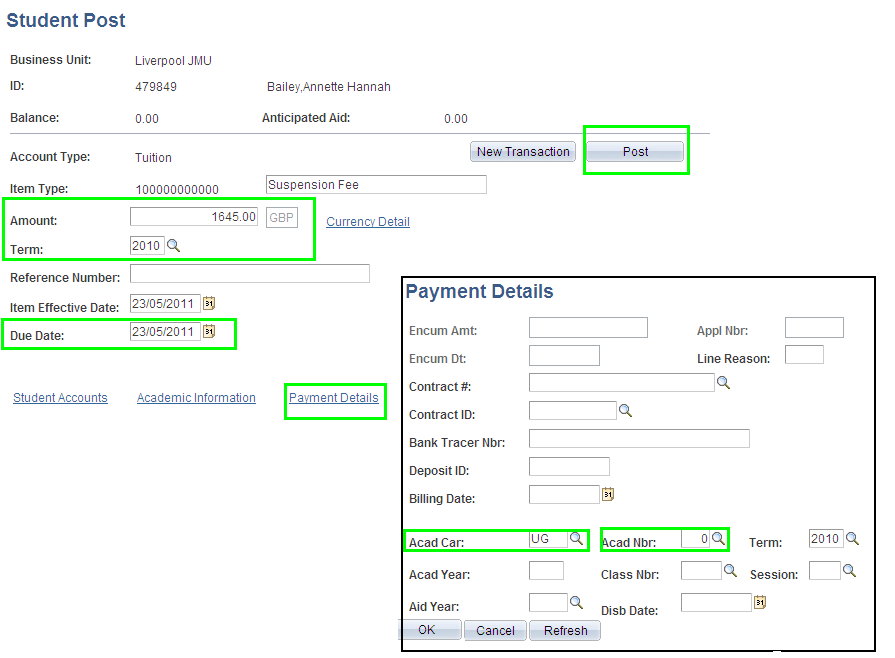 Student Post
Business Unit: Liverpool JMU
ID: 479849 Bailey,Annette Hannah
Balance: 0.00 Anticipated Aid: 0.00
Account Type: Tuition New Transaction Post
Item Type: 100000000000 Suspension Fee
Amount: 1645.00 GBP Currency Detail
Term: 2010
Reference Number:
Item Effective Date: 23/05/2011 31
Due Date: 23/05/2011 31
Student Accounts Academic Information Payment Details
Payment Details
Encum Amt: Appl Nbr:
Encum Dt: Line Reason:
Contract #:
Contract ID:
Bank Tracer Nbr:
Deposit ID:
Billing Date: 31
Acad Car: UG Acad Nbr: 0 Term: 2010
Acad Year: Class Nbr: Session:
Aid Year: Disb Date: 31
OK Cancel Refresh